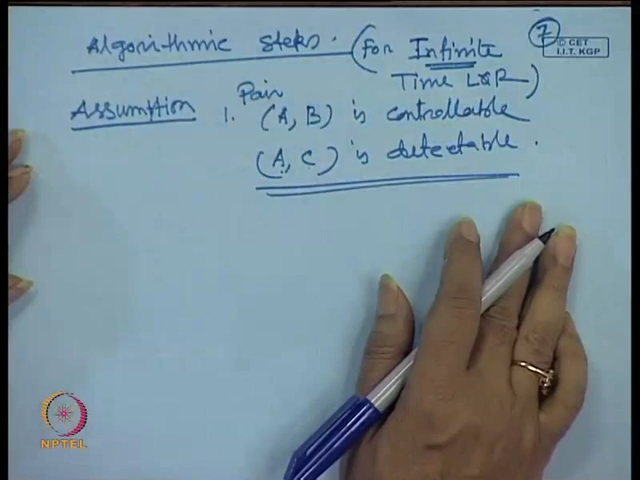 Algorithmic steps. (For Infinite
Time LQR)
7
© CET
I.I.T. KGP
Assumption 1. Pair (A, B) is controllable
(A, C) is detectable.
NPTEL